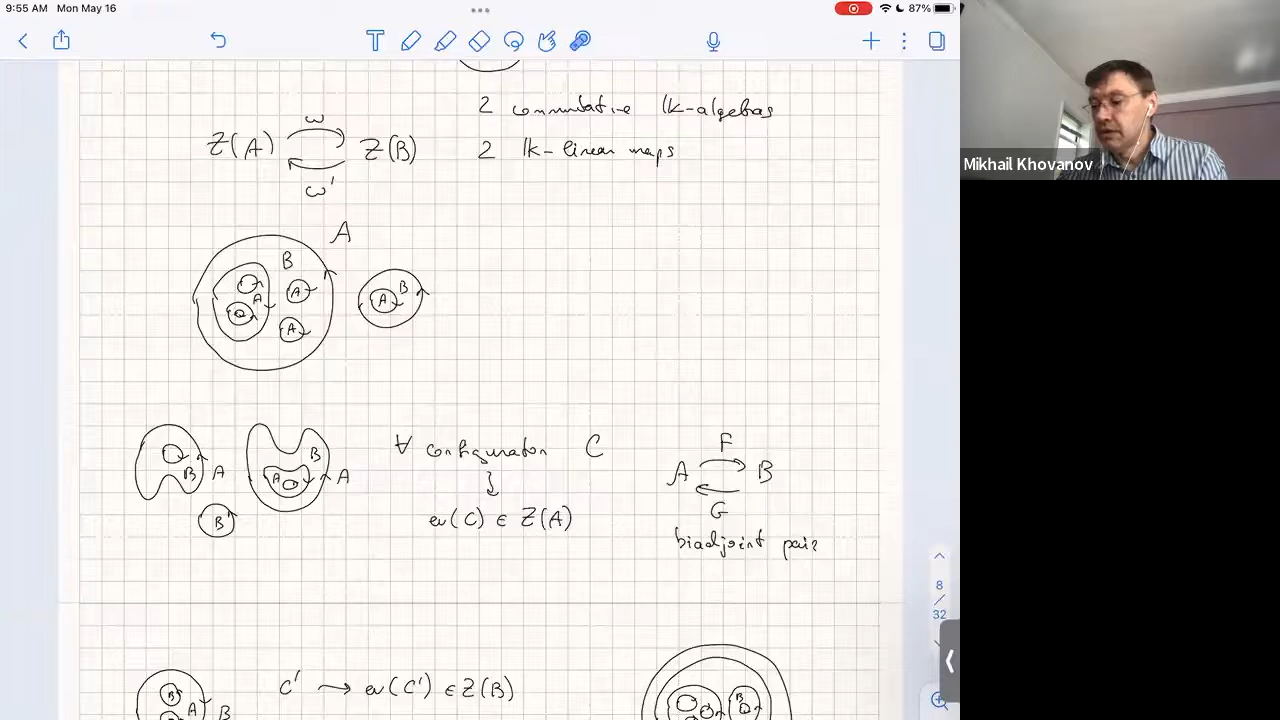 9:55 AM Mon May 16
87%
Mikhail Khovanov
2 commutative 𝕜-algebras
ω
Z(A) Z(B)
2 𝕜-linear maps
ω'
A
B
A A B
A
A
∀ configuration C
F
B
B A A
A B
A
G
ev(C) ∈ Z(A)
B
biadjoint pair
8
/
32
C' → ev(C') ∈ Z(B)
B
A B
B